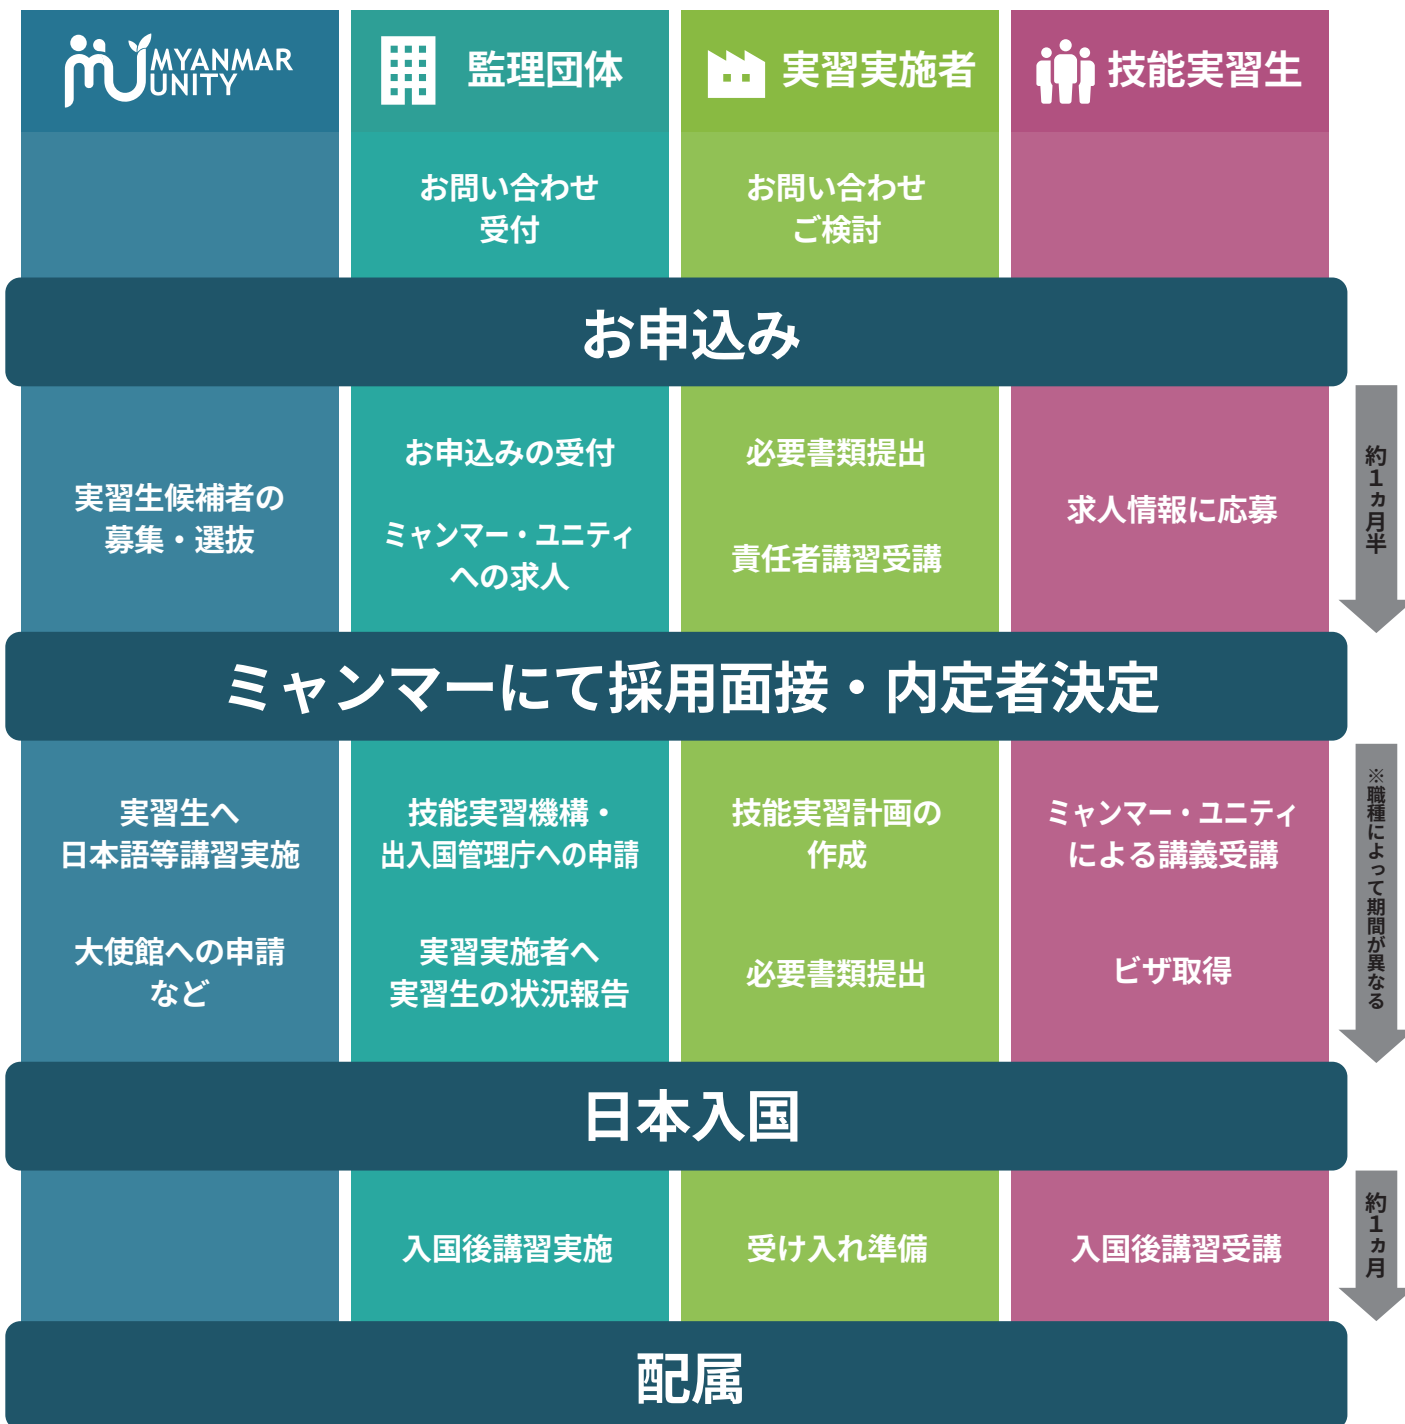 MYANMAR
UNITY
監理団体
実習実施者
技能実習生
お問い合わせ
受付
お問い合わせ
ご検討
お申込み
実習生候補者の
募集・選抜
お申込みの受付
ミャンマー・ユニティ
への求人
必要書類提出
責任者講習受講
求人情報に応募
約1ヵ月半
ミャンマーにて採用面接・内定者決定
実習生へ
日本語等講習実施
大使館への申請
など
技能実習機構・
出入国管理庁への申請
実習実施者へ
実習生の状況報告
技能実習計画の
作成
必要書類提出
ミャンマー・ユニティ
による講義受講
ビザ取得
※職種によって期間が異なる
日本入国
入国後講習実施
受け入れ準備
入国後講習受講
約1ヵ月
配属